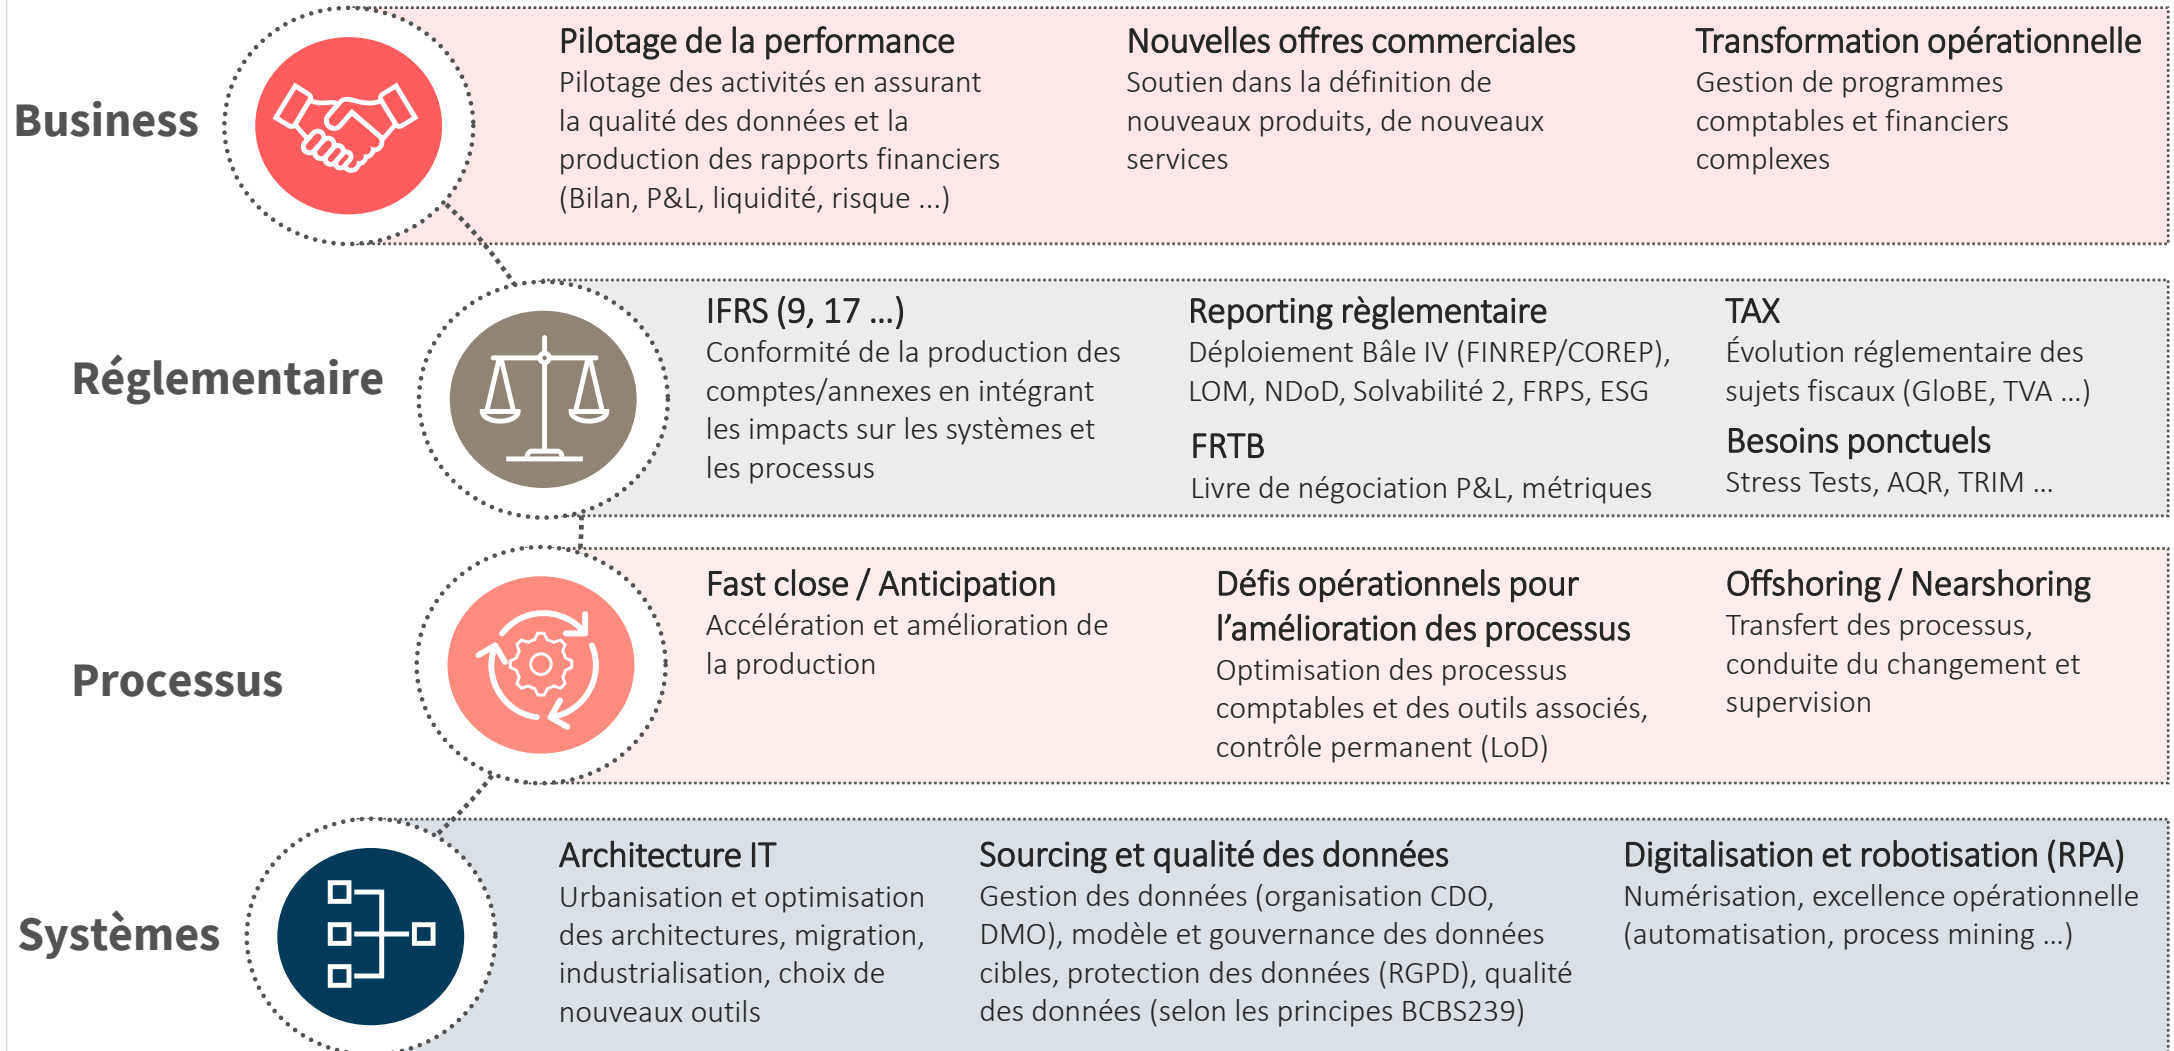 Business
Pilotage de la performance
Pilotage des activités en assurant
la qualité des données et la
production des rapports financiers
(Bilan, P&L, liquidité, risque ...)
Nouvelles offres commerciales
Soutien dans la définition de
nouveaux produits, de nouveaux
services
Transformation opérationnelle
Gestion de programmes
comptables et financiers
complexes
Réglementaire
IFRS (9, 17 ...)
Conformité de la production des
comptes/annexes en intégrant
les impacts sur les systèmes et
les processus
Reporting règlementaire
Déploiement Bâle IV (FINREP/COREP),
LOM, NDoD, Solvabilité 2, FRPS, ESG
FRTB
Livre de négociation P&L, métriques
TAX
Évolution réglementaire des
sujets fiscaux (GloBE, TVA ...)
Besoins ponctuels
Stress Tests, AQR, TRIM ...
Processus
Fast close / Anticipation
Accélération et amélioration de
la production
Défis opérationnels pour
l’amélioration des processus
Optimisation des processus
comptables et des outils associés,
contrôle permanent (LoD)
Offshoring / Nearshoring
Transfert des processus,
conduite du changement et
supervision
Systèmes
Architecture IT
Urbanisation et optimisation
des architectures, migration,
industrialisation, choix de
nouveaux outils
Sourcing et qualité des données
Gestion des données (organisation CDO,
DMO), modèle et gouvernance des données
cibles, protection des données (RGPD), qualité
des données (selon les principes BCBS239)
Digitalisation et robotisation (RPA)
Numérisation, excellence opérationnelle
(automatisation, process mining ...)